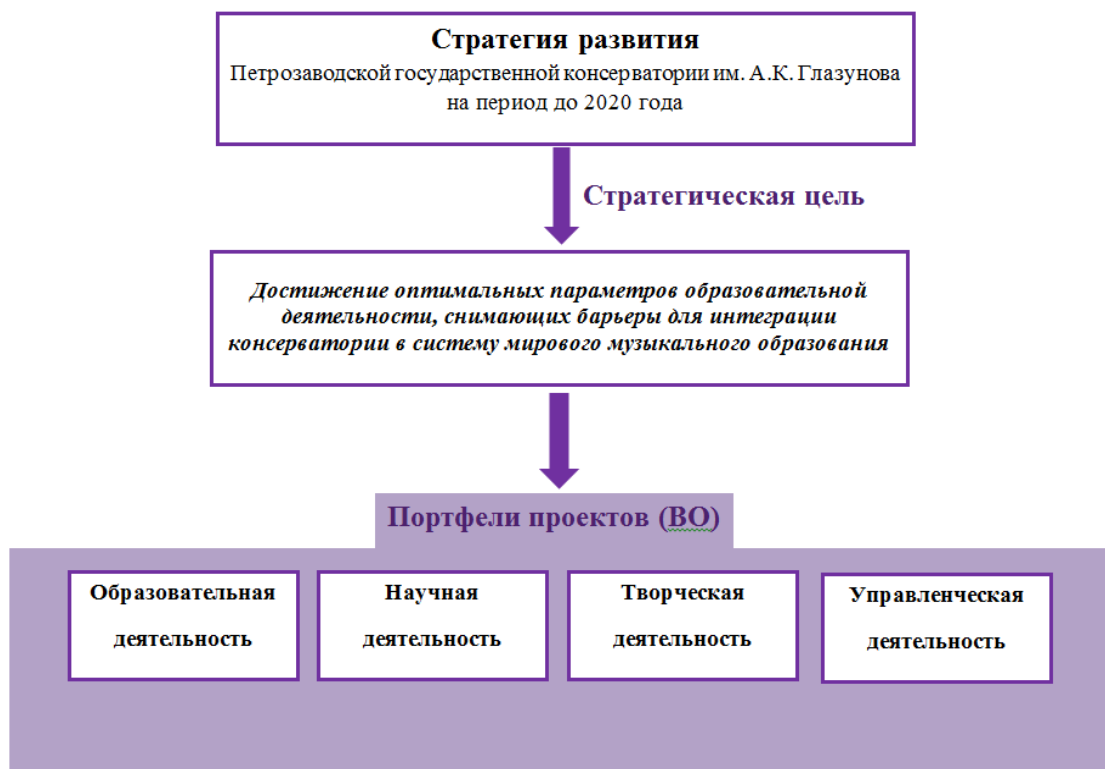 Стратегия развития
Петрозаводской государственной консерватории им. А.К. Глазунова
на период до 2020 года
Стратегическая цель
Достижение оптимальных параметров образовательной
деятельности, снимающих барьеры для интеграции
консерватории в систему мирового музыкального образования
Портфели проектов (ВО)
Образовательная
деятельность
Научная
деятельность
Творческая
деятельность
Управленческая
деятельность